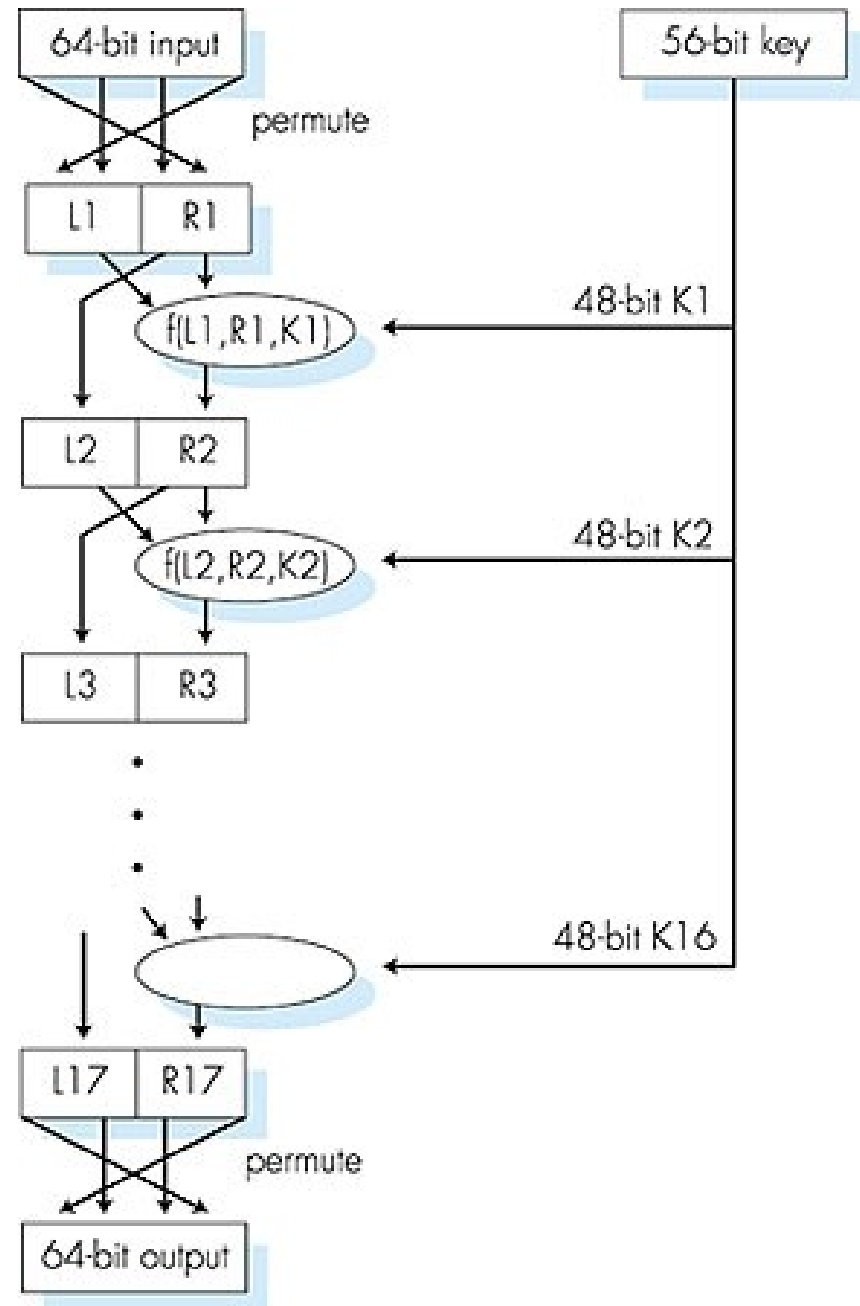 64-bit input
56-bit key
permute
L1 R1
48-bit K1
f(L1,R1,K1)
L2 R2
48-bit K2
f(L2,R2,K2)
L3 R3
48-bit K16
L17 R17
permute
64-bit output